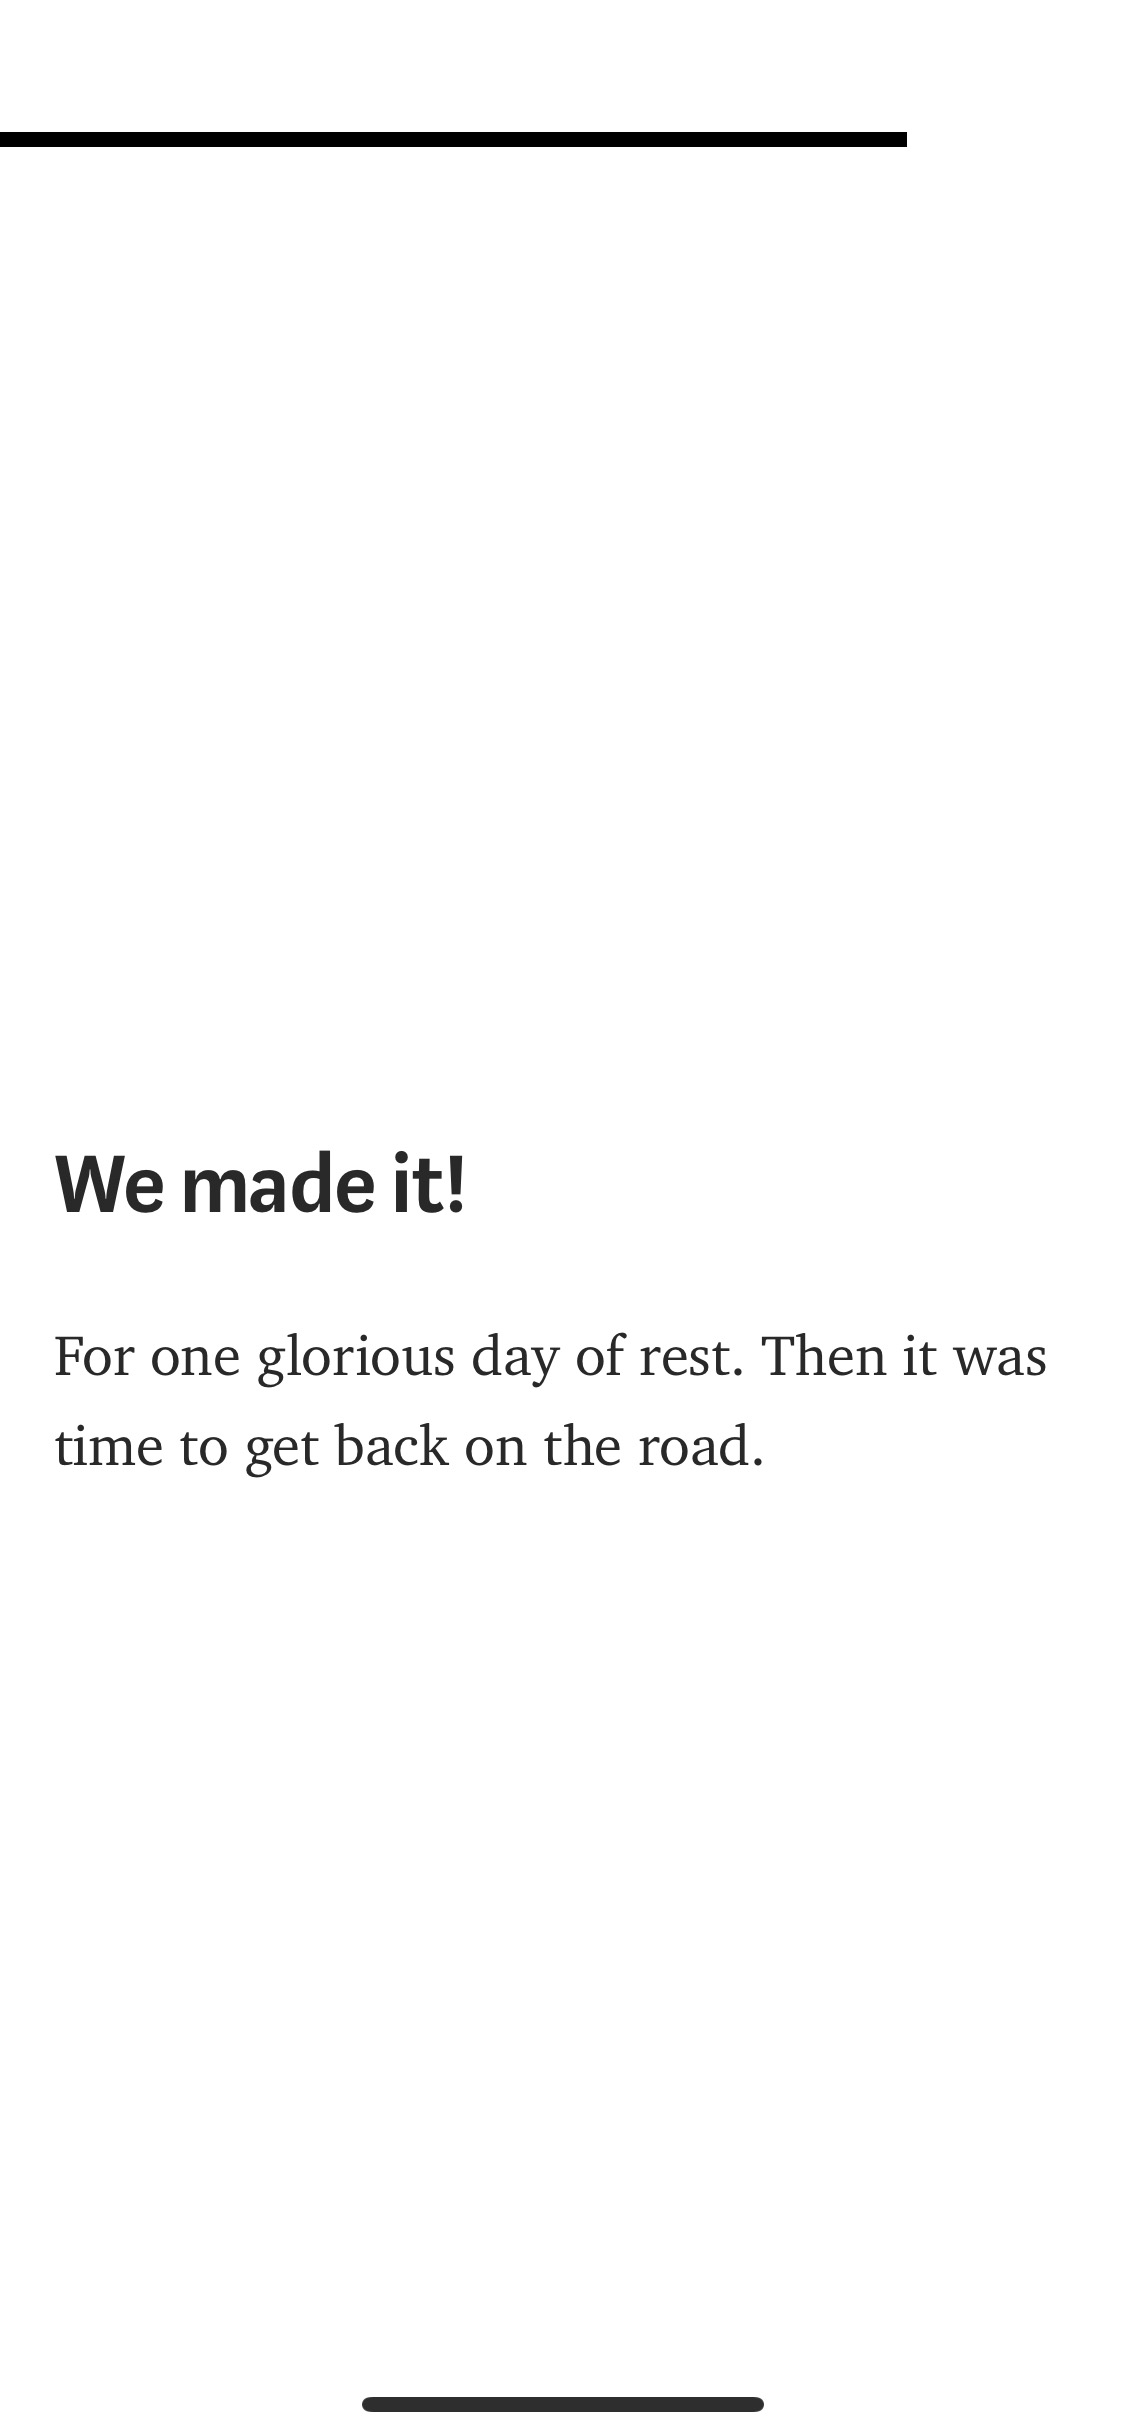 We made it!
For one glorious day of rest. Then it was
time to get back on the road.